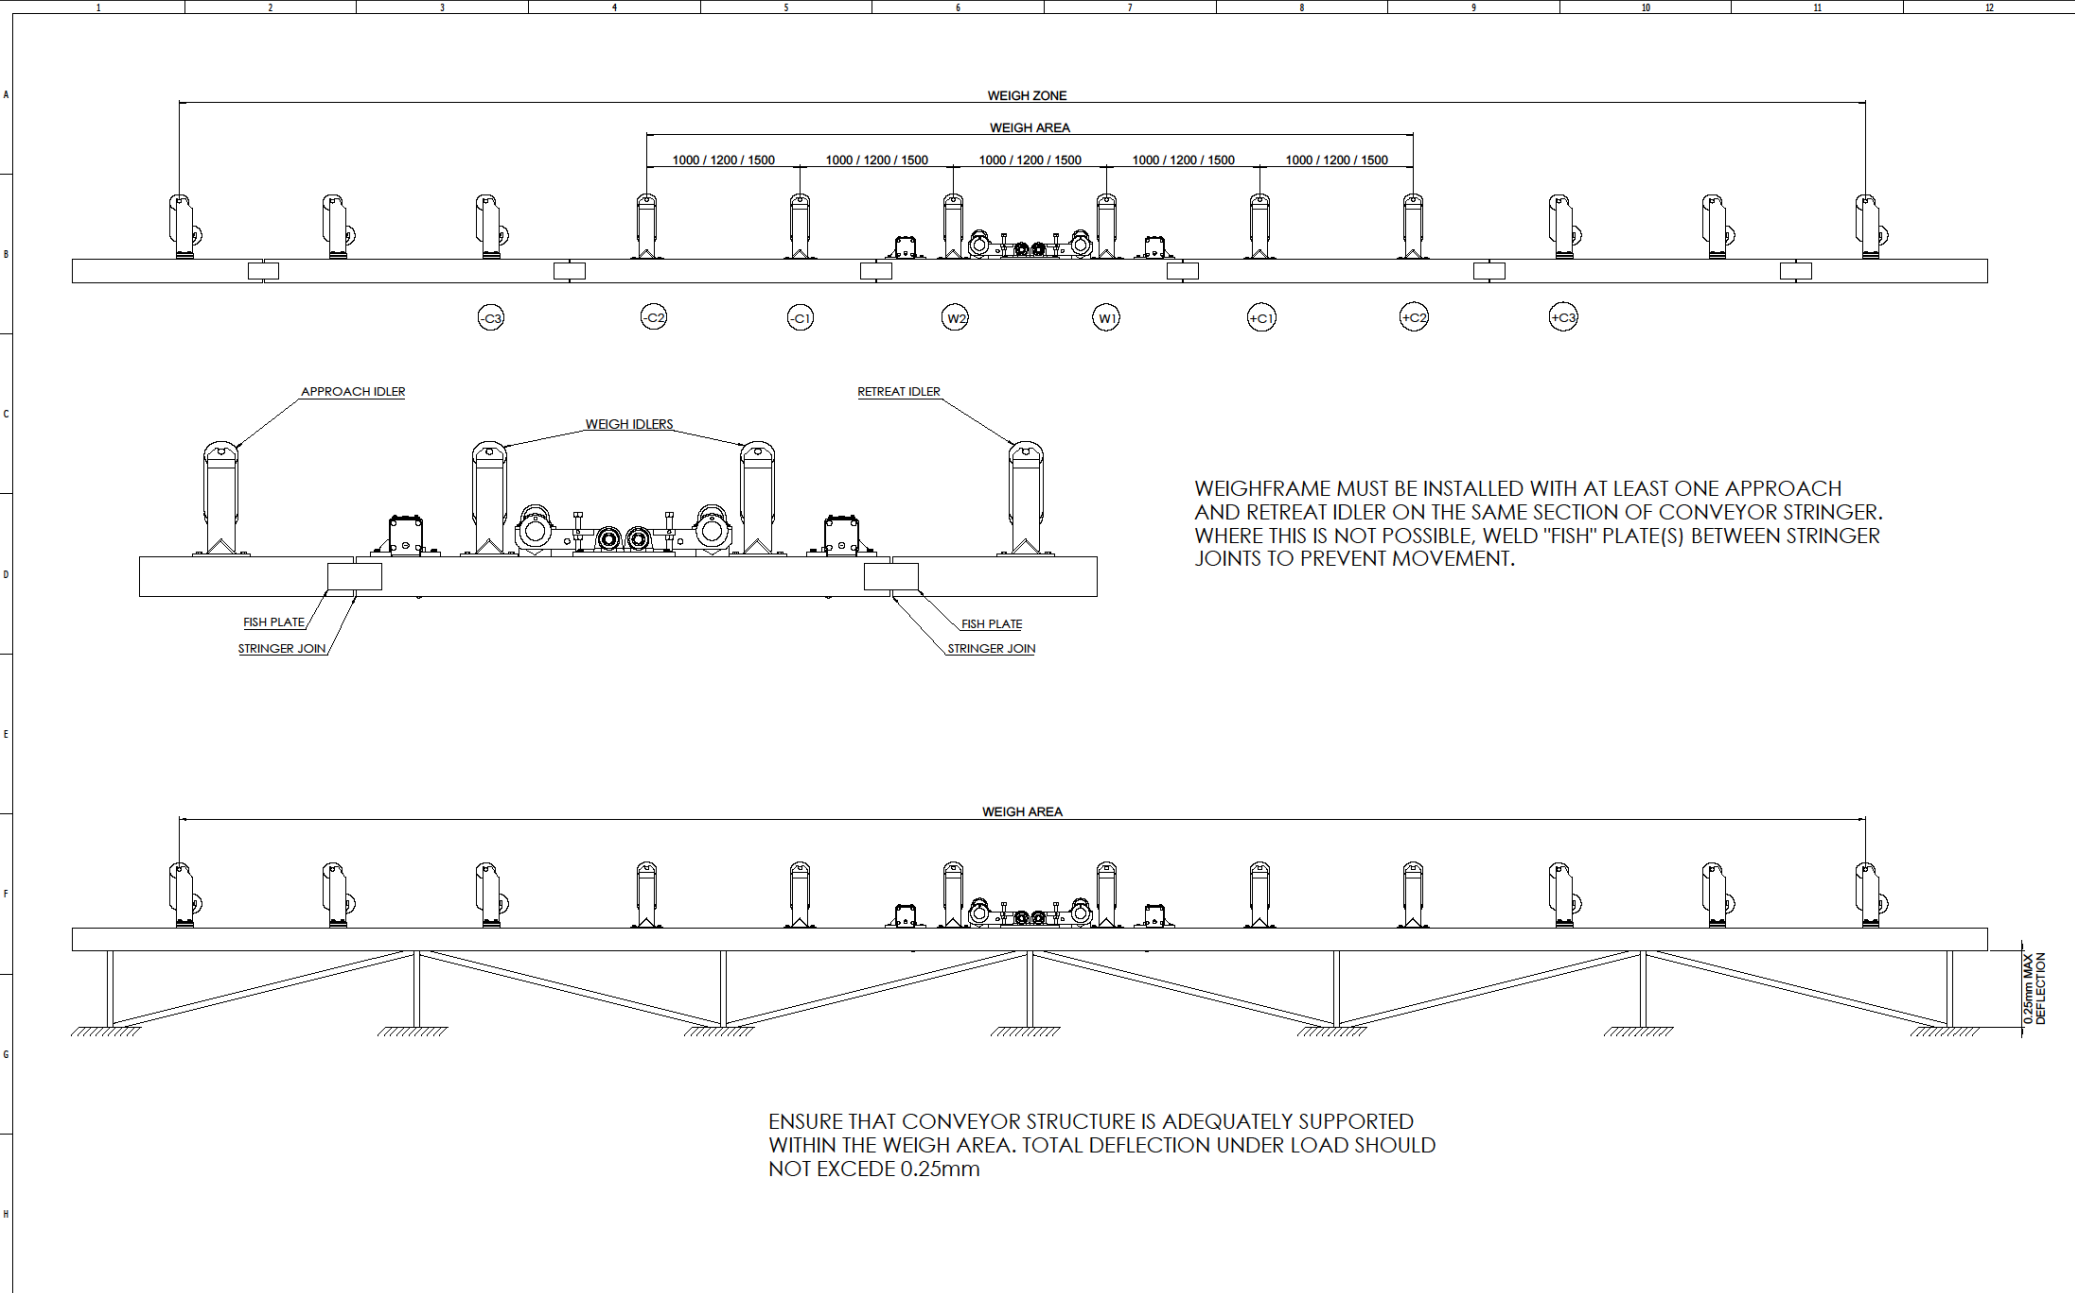 1 2 3 4 5 6 7 8 9 10 11 12
A
WEIGH ZONE
WEIGH AREA
1000 / 1200 / 1500 1000 / 1200 / 1500 1000 / 1200 / 1500 1000 / 1200 / 1500 1000 / 1200 / 1500
B
-C3 -C2 -C1 W2 W1 +C1 +C2 +C3
APPROACH IDLER
RETREAT IDLER
C
WEIGH IDLERS
WEIGHFRAME MUST BE INSTALLED WITH AT LEAST ONE APPROACH
AND RETREAT IDLER ON THE SAME SECTION OF CONVEYOR STRINGER.
WHERE THIS IS NOT POSSIBLE, WELD "FISH" PLATE(S) BETWEEN STRINGER
JOINTS TO PREVENT MOVEMENT.
D
FISH PLATE
FISH PLATE
STRINGER JOIN
STRINGER JOIN
E
WEIGH AREA
F
0.25mm MAX
DEFLECTION
G
ENSURE THAT CONVEYOR STRUCTURE IS ADEQUATELY SUPPORTED
WITHIN THE WEIGH AREA. TOTAL DEFLECTION UNDER LOAD SHOULD
NOT EXCEDE 0.25mm
H